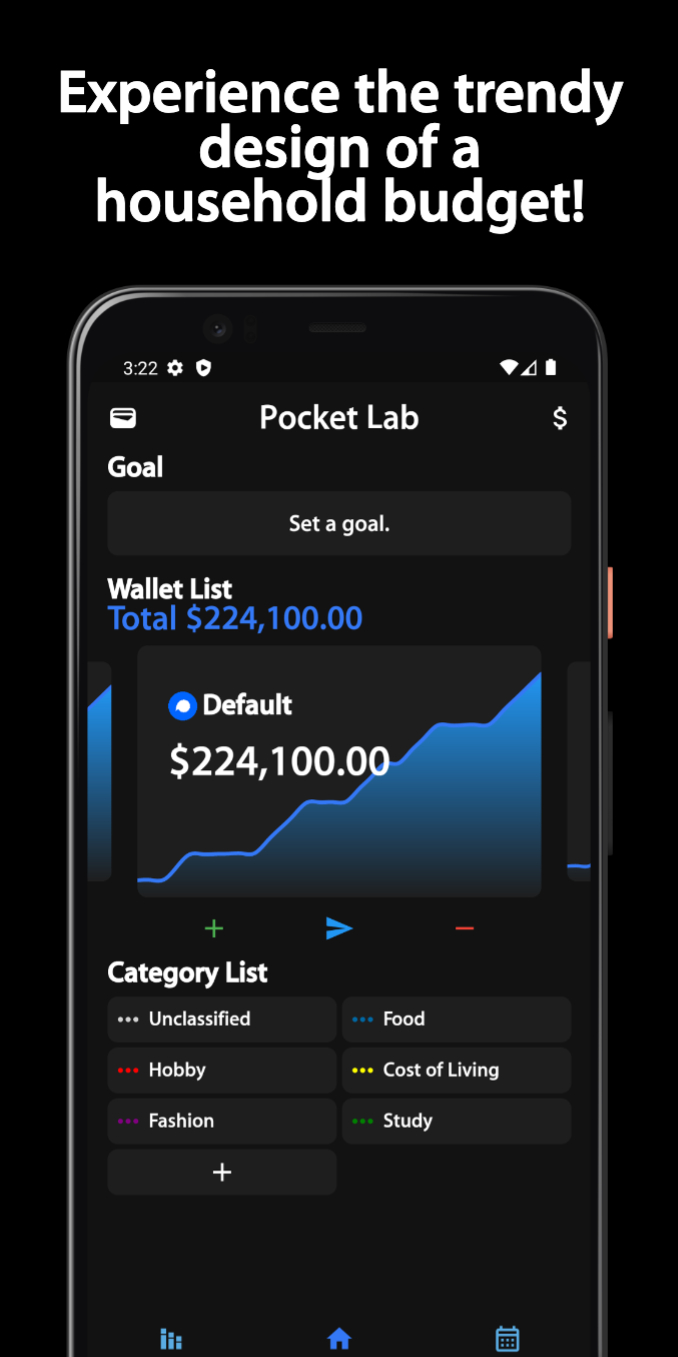 Experience the trendy
design of a
household budget!
3:22
Pocket Lab
$
Goal
Set a goal.
Wallet List
Total $224,100.00
Default
$224,100.00
Category List
Unclassified
Food
Hobby
Cost of Living
Fashion
Study